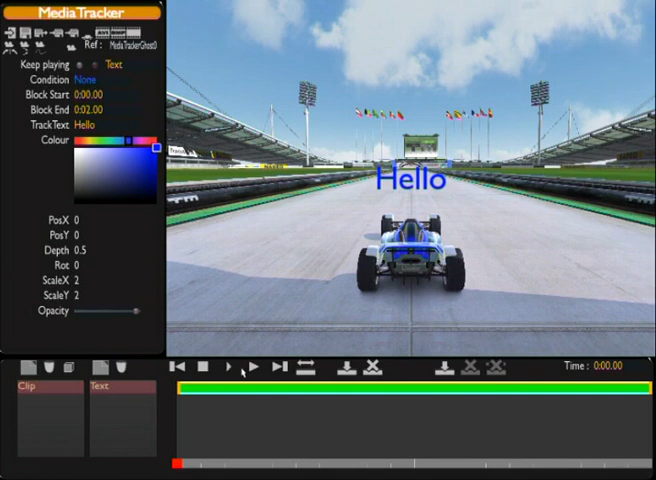 MediaTracker
Ref : MediaTrackerGhost0
Keep playing Text
Condition None
Block Start 0:00.00
Block End 0:02.00
TrackText Hello
Colour
PosX 0
PosY 0
Depth 0.5
Rot 0
ScaleX 2
ScaleY 2
Opacity
Hello
Time : 0:00.00
Clip Text